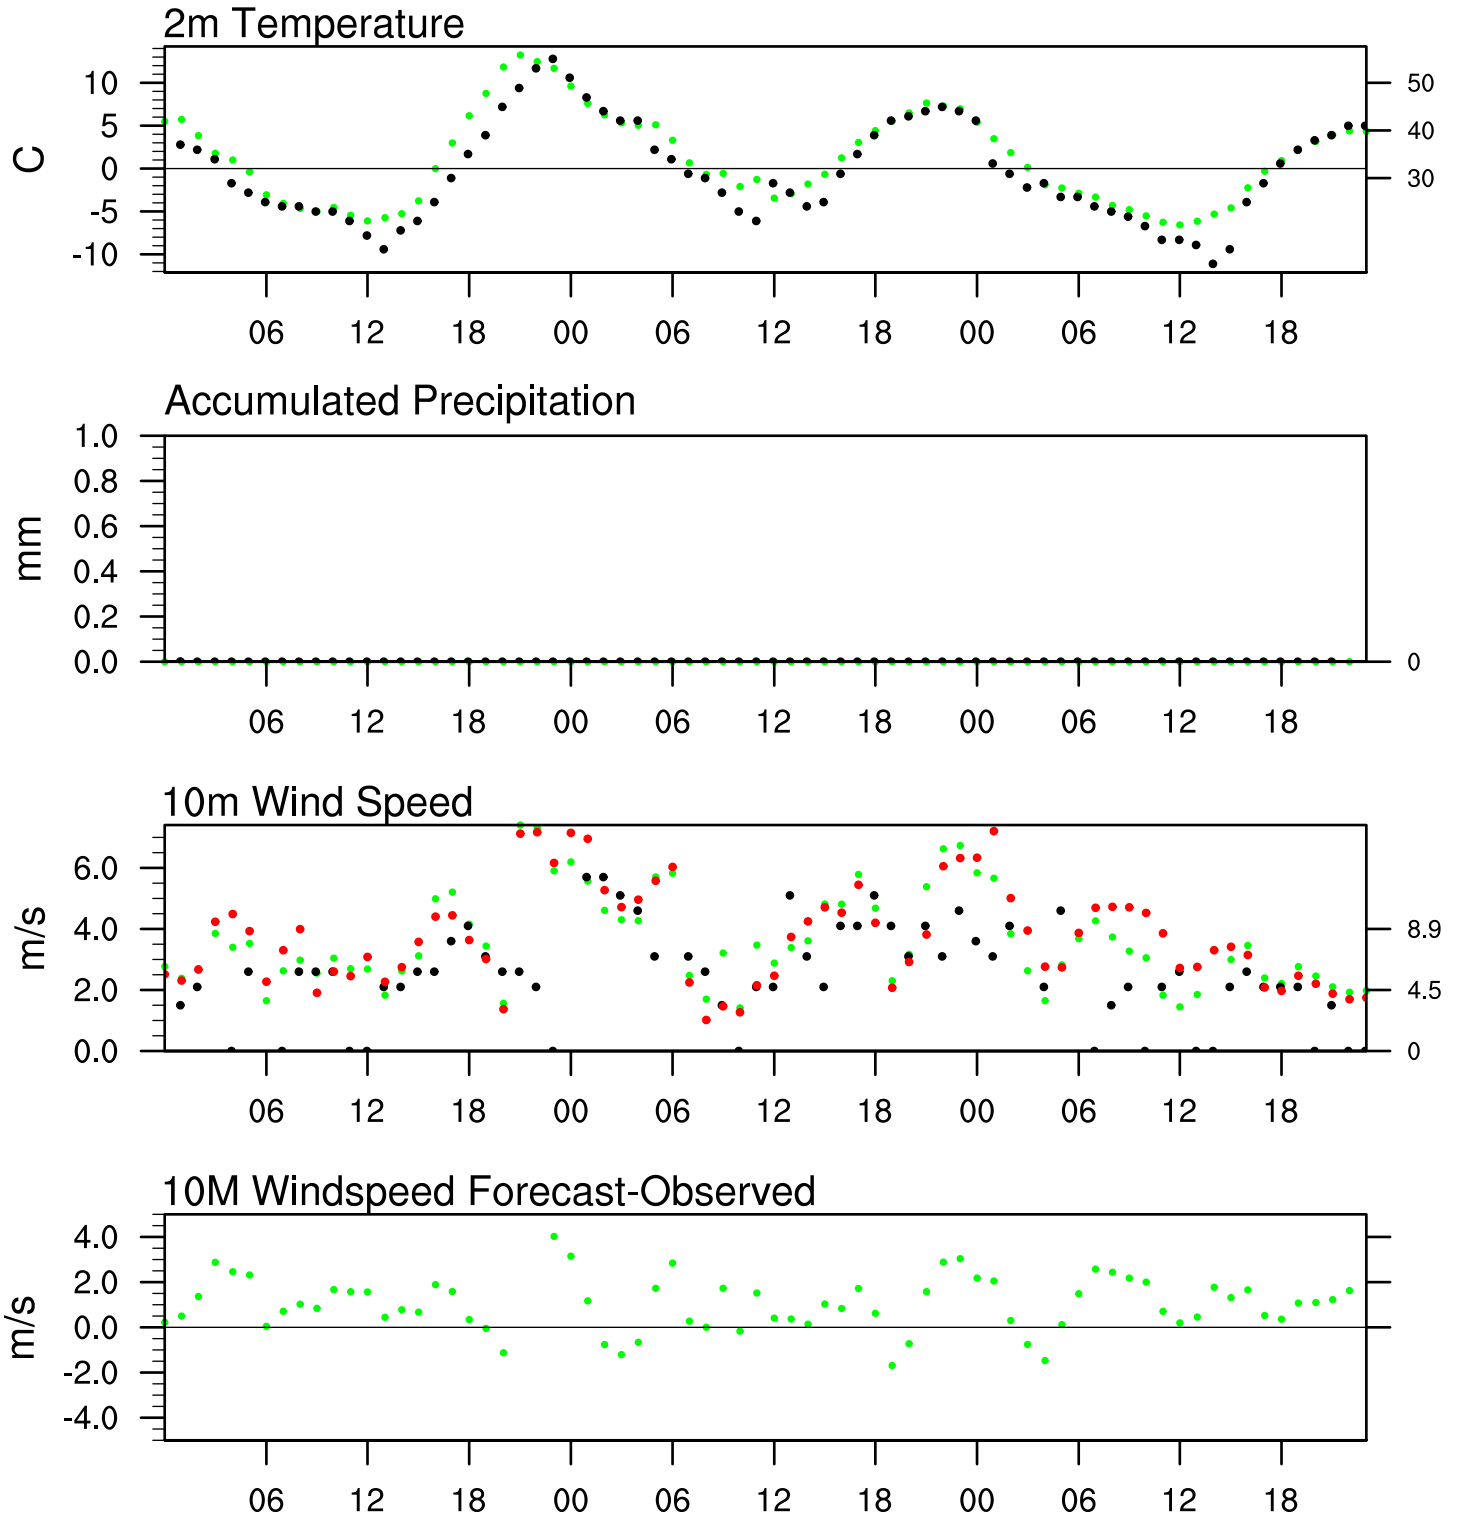 2m Temperature
10
5
0
-5
-10
C
50
40
30
06 12 18 00 06 12 18 00 06 12 18
Accumulated Precipitation
1.0
0.8
0.6
0.4
0.2
0.0
mm
0
06 12 18 00 06 12 18 00 06 12 18
10m Wind Speed
6.0
4.0
2.0
0.0
m/s
8.9
4.5
0
06 12 18 00 06 12 18 00 06 12 18
10M Windspeed Forecast-Observed
4.0
2.0
0.0
-2.0
-4.0
m/s
06 12 18 00 06 12 18 00 06 12 18